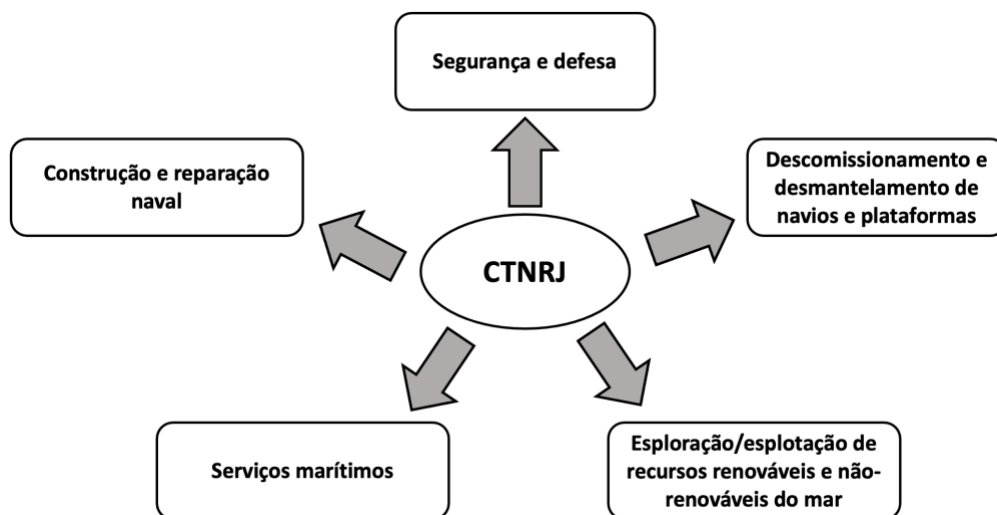 Segurança e defesa
Construção e reparação
naval
Descomissionamento e
desmantelamento de
navios e plataformas
CTNRJ
Serviços marítimos
Esploração/esplotação de
recursos renováveis e não-
renováveis do mar